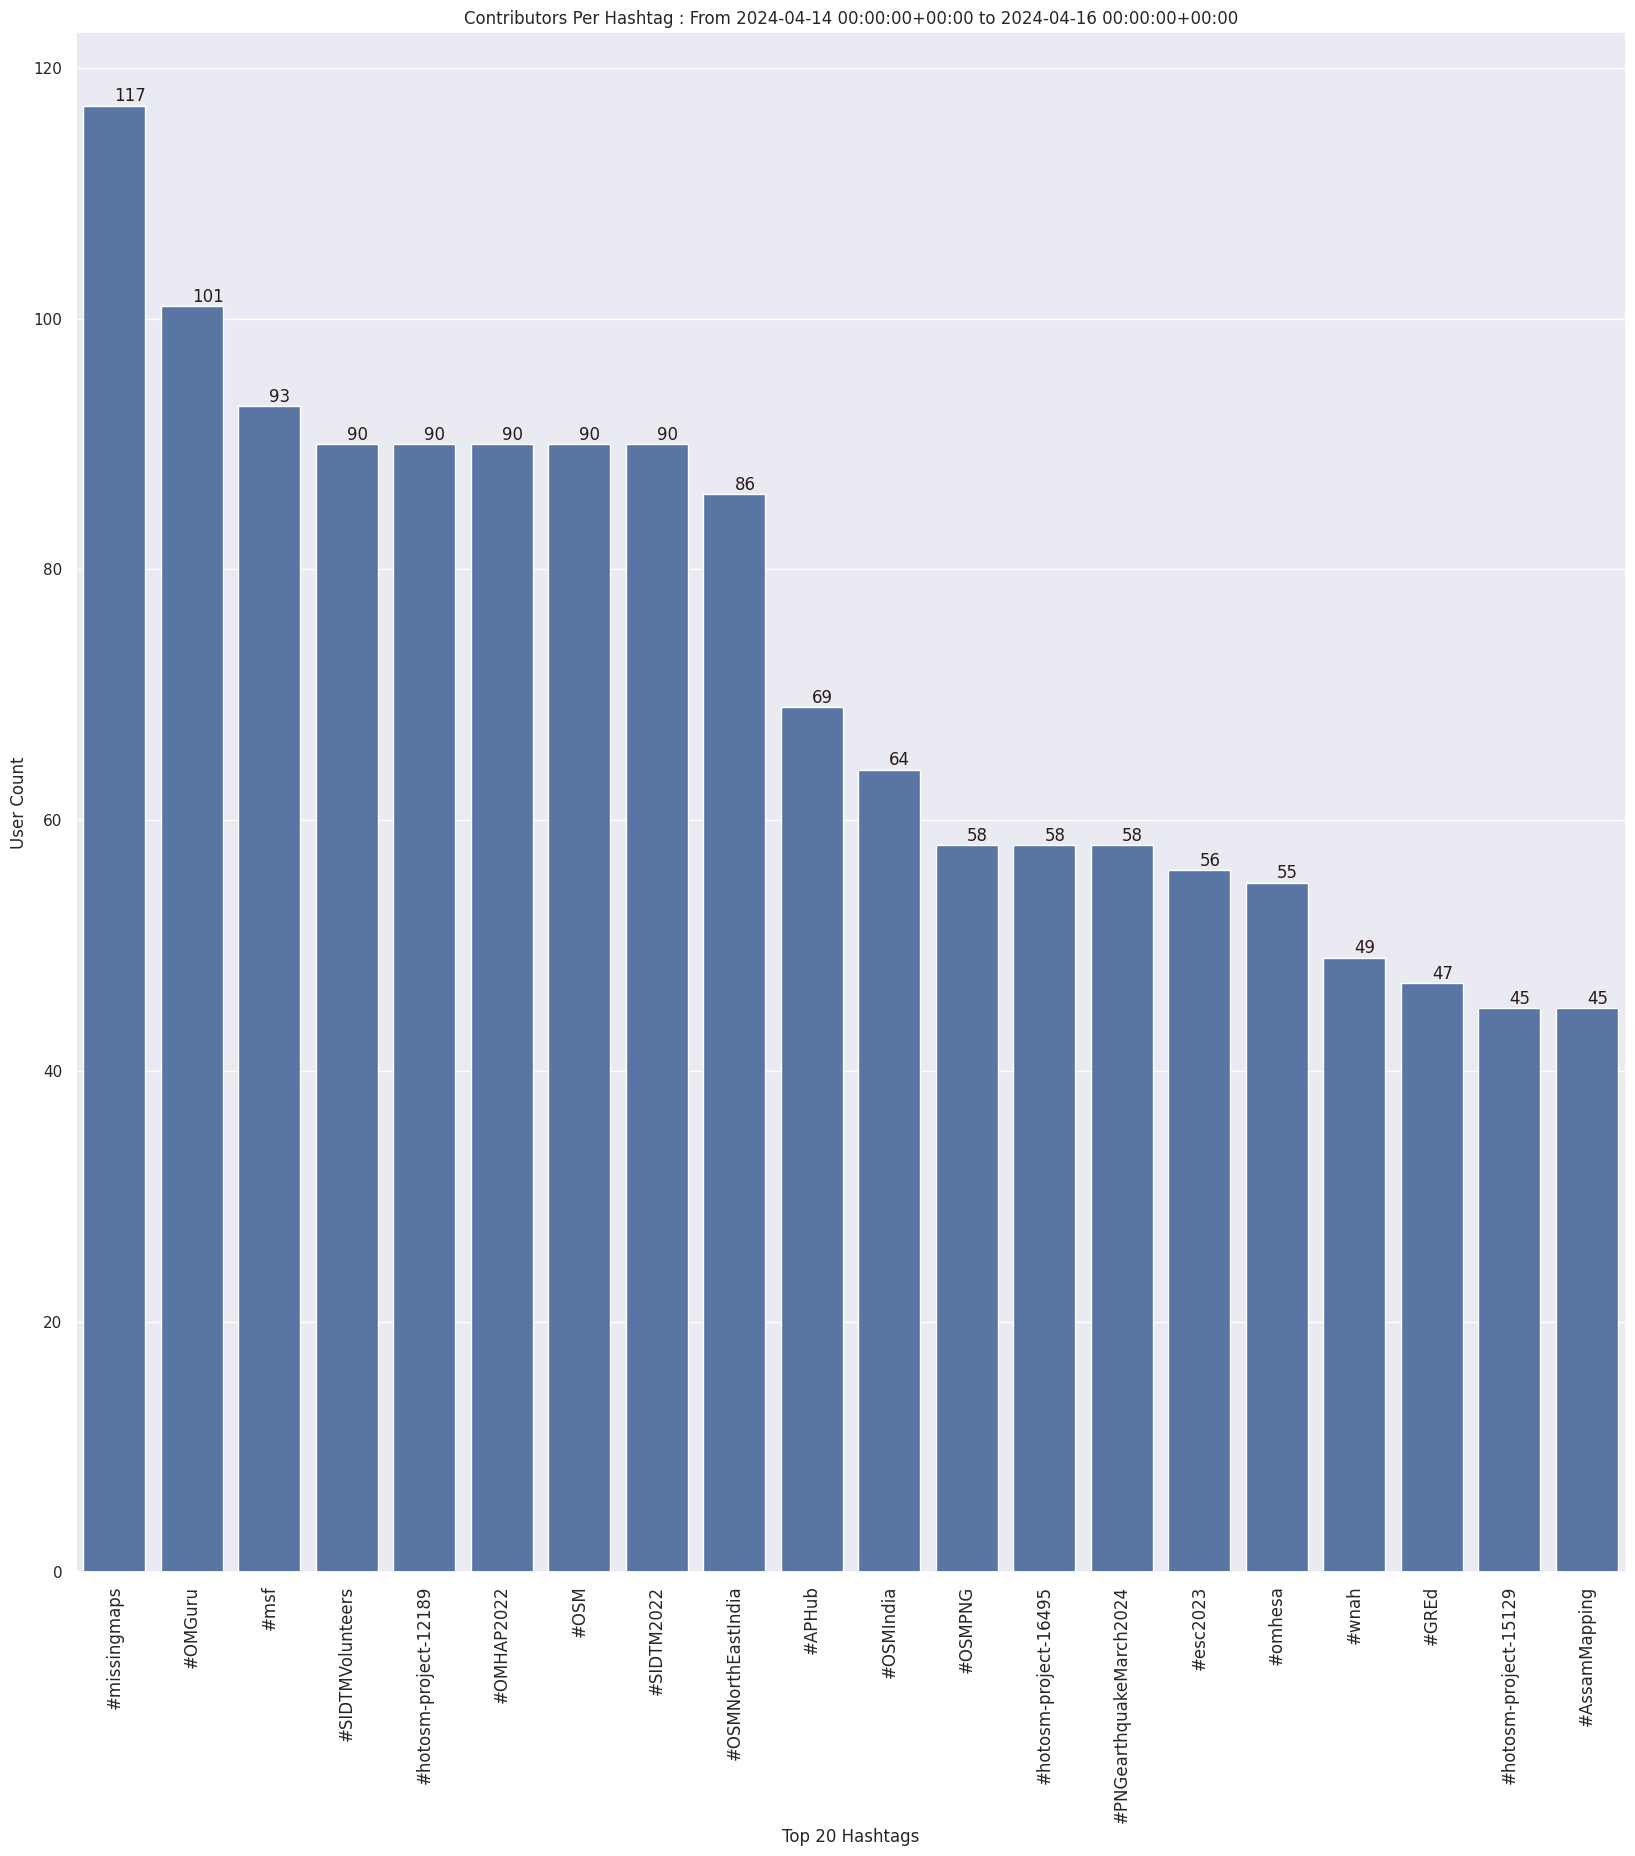 Contributors Per Hashtag : From 2024-04-14 00:00:00+00:00 to 2024-04-16 00:00:00+00:00
120
100
80
60
40
20
0
User Count
117
101
93
90
90
90
90
90
86
69
64
58
58
58
56
55
49
47
45
45
#missingmaps
#OMGuru
#msf
#SIDTMVolunteers
#hotosm-project-12189
#OMHAP2022
#OSM
#SIDTM2022
#OSMNorthEastIndia
#APHub
#OSMIndia
#OSMPNG
#hotosm-project-16495
#PNGearthquakeMarch2024
#esc2023
#omhesa
#wnah
#GREd
#hotosm-project-15129
#AssamMapping
Top 20 Hashtags